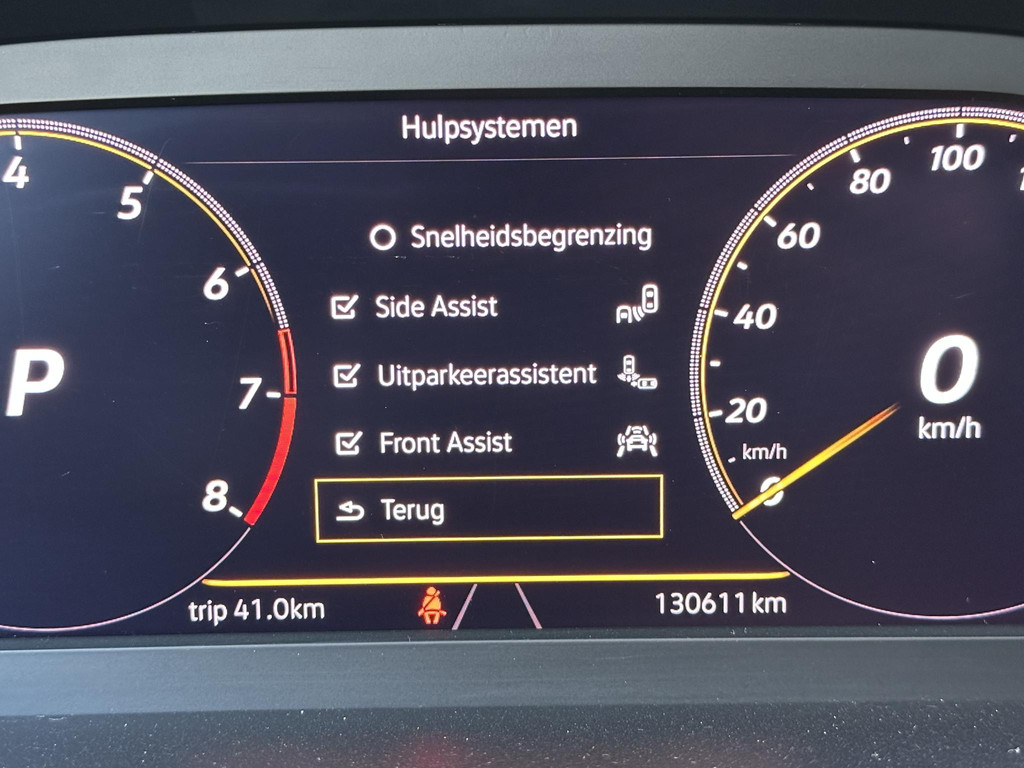 Hulpsystemen
4
5
6
7
8
P
Snelheidsbegrenzing
Side Assist
Uitparkeerassistent
Front Assist
Terug
100
80
60
40
20
km/h
0
0
km/h
trip 41.0km
130611 km